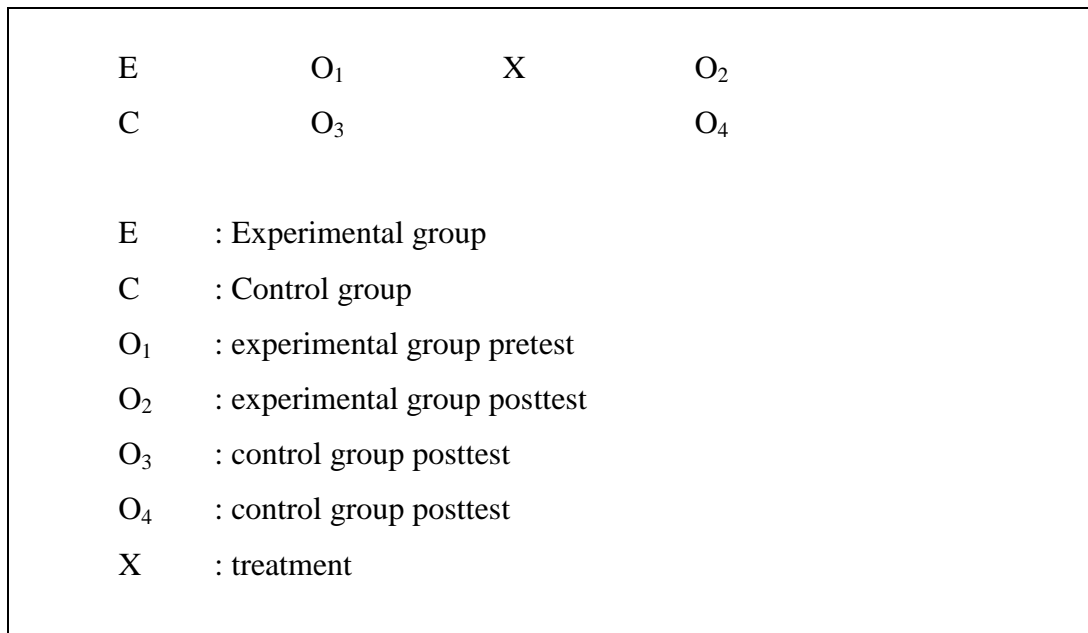 E O₁ X O₂
C O₃ O₄
E : Experimental group
C : Control group
O₁ : experimental group pretest
O₂ : experimental group posttest
O₃ : control group posttest
O₄ : control group posttest
X : treatment